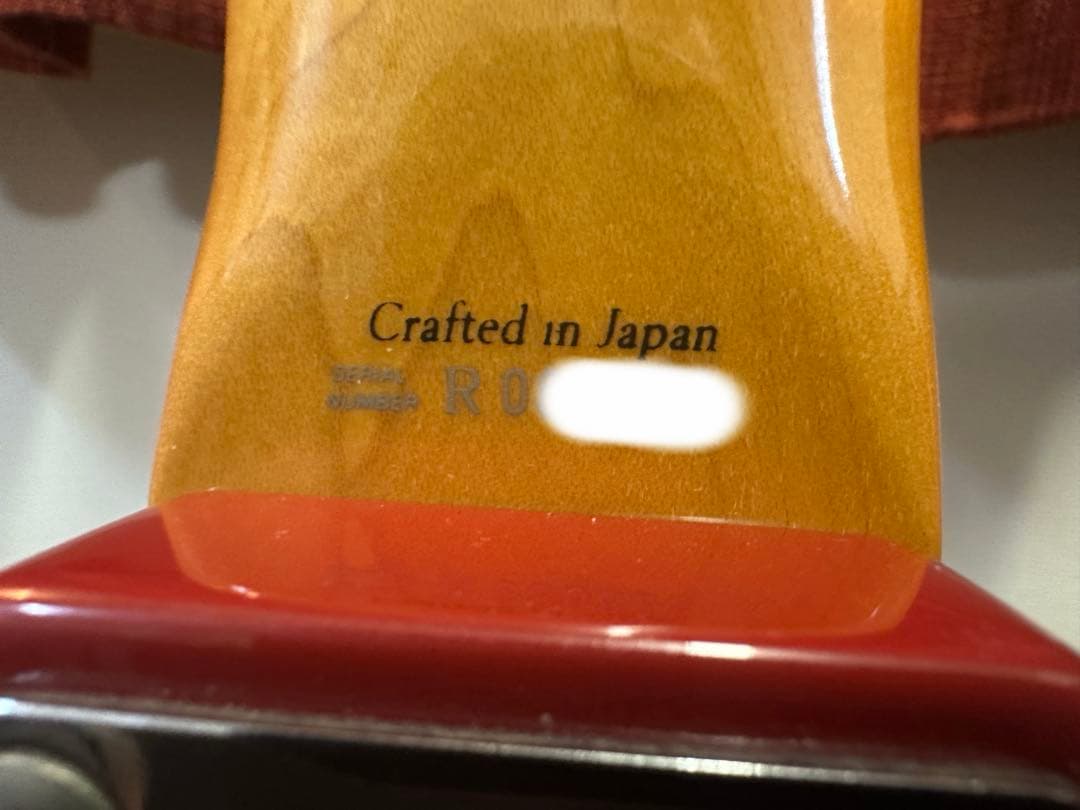 Crafted in Japan
SERIAL
NUMBER R0